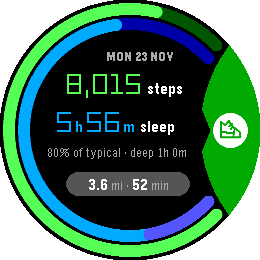 MON 23 NOV
8,015 steps
5h56m sleep
80% of typical · deep 1h 0m
3.6 mi · 52 min